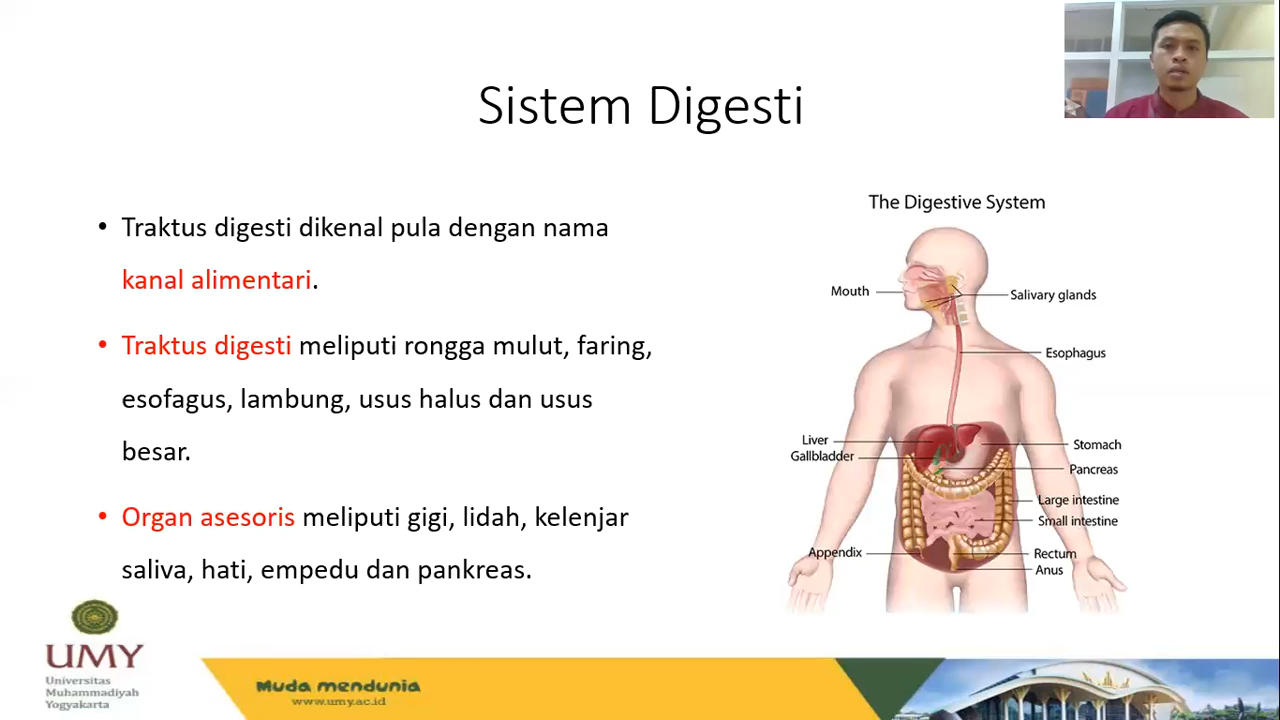 Sistem Digesti
• Traktus digesti dikenal pula dengan nama
kanal alimentari.
• Traktus digesti meliputi rongga mulut, faring,
esofagus, lambung, usus halus dan usus
besar.
• Organ asesoris meliputi gigi, lidah, kelenjar
saliva, hati, empedu dan pankreas.
The Digestive System
Mouth
Salivary glands
Esophagus
Liver
Stomach
Gallbladder
Pancreas
Large intestine
Small intestine
Appendix
Rectum
Anus
UMY
Universitas
Muhammadiyah
Yogyakarta
Muda mendunia
www.umy.ac.id